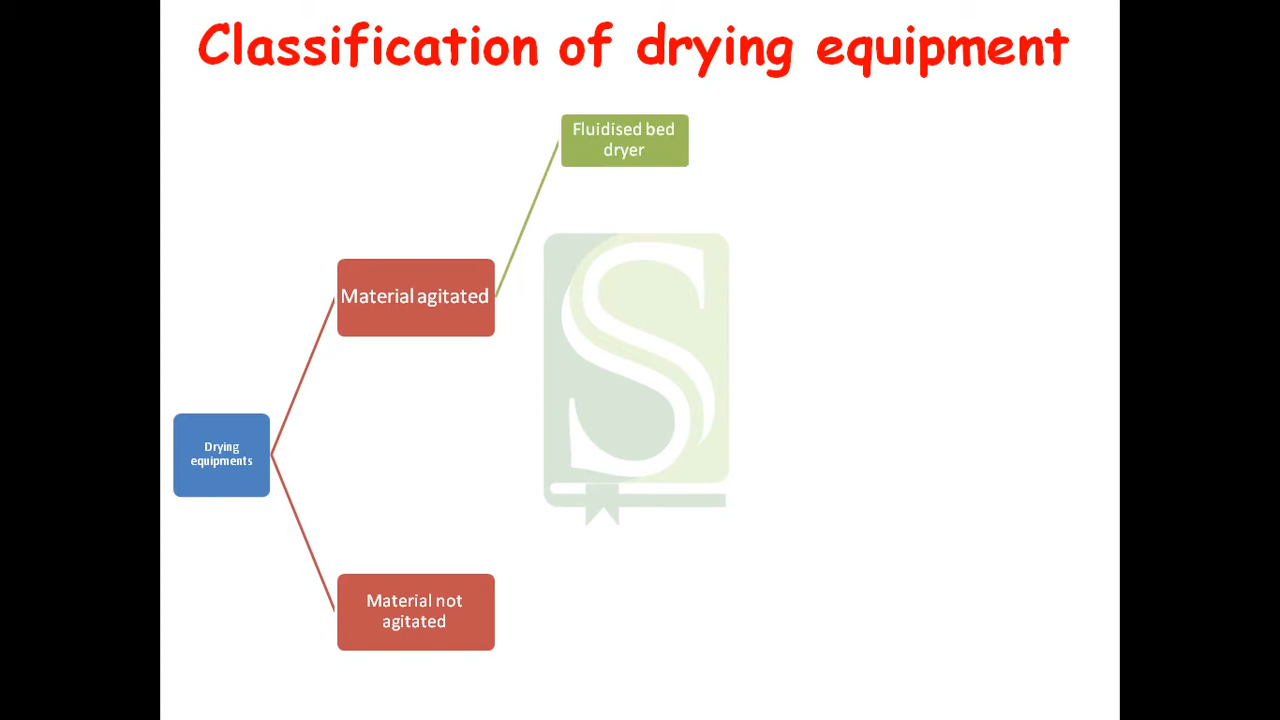 Classification of drying equipment
Fluidised bed
dryer
Material agitated
Drying
equipments
Material not
agitated